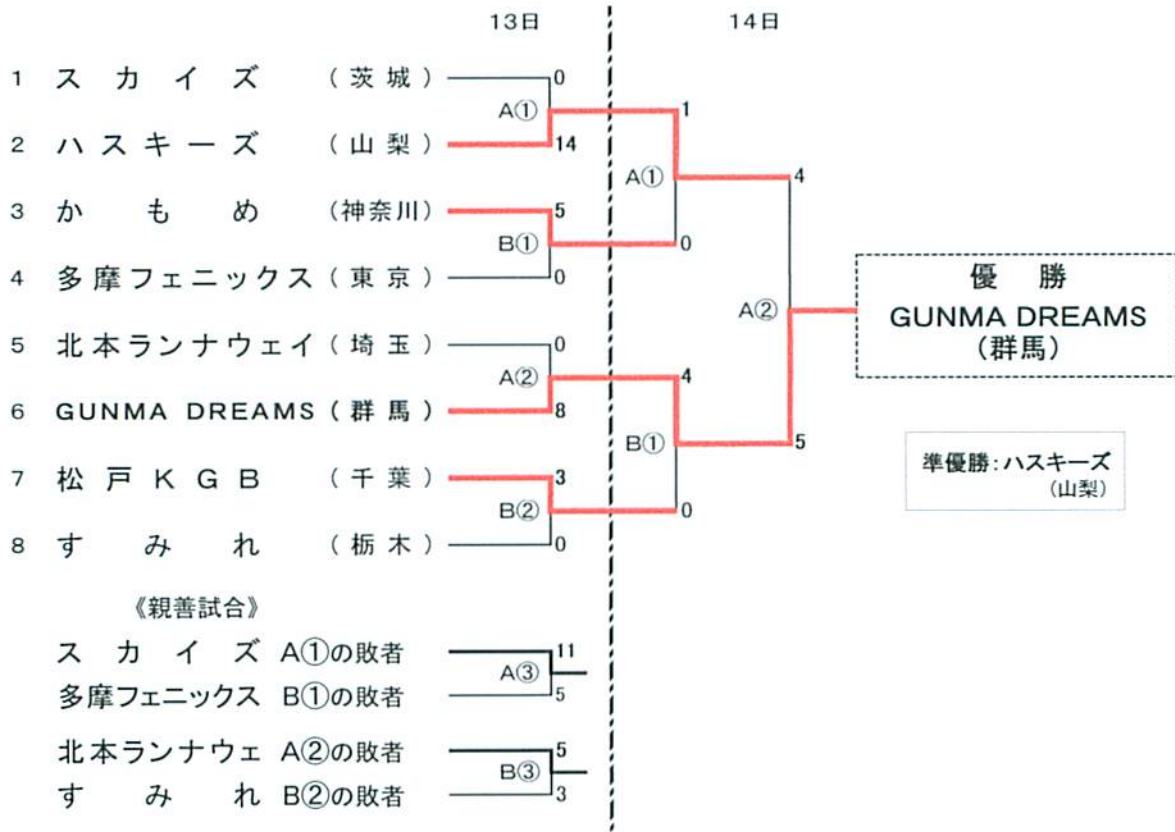 13日 14日
1 スカイズ (茨城) 0
A① 1
2 ハスキーズ (山梨) 14
A① 4
3 かもめ (神奈川) 5
B① 0
4 多摩フェニックス (東京) 0
優勝
A② GUNMA DREAMS
(群馬)
5 北本ランナウェイ (埼玉) 0
A② 4
6 GUNMA DREAMS (群馬) 8
B① 5
7 松戸KGB (千葉) 3
準優勝:ハスキーズ
(山梨)
B② 0
8 すみれ (栃木) 0
《親善試合》
スカイズ A①の敗者 11
A③
多摩フェニックス B①の敗者 5
北本ランナウェ A②の敗者 5
B③
すみれ B②の敗者 3